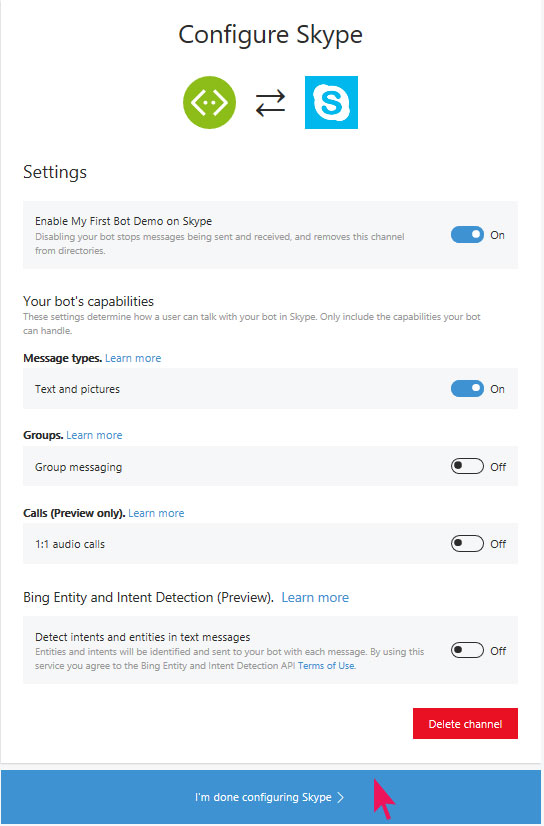 Configure Skype
Settings
Enable My First Bot Demo on Skype
On
Disabling your bot stops messages being sent and received, and removes this channel
from directories.
Your bot's capabilities
These settings determine how a user can talk with your bot in Skype. Only include the capabilities your bot
can handle.
Message types. Learn more
Text and pictures On
Groups. Learn more
Group messaging Off
Calls (Preview only). Learn more
1:1 audio calls Off
Bing Entity and Intent Detection (Preview). Learn more
Detect intents and entities in text messages
Entities and intents will be identified and sent to your bot with each message. By using this
Off
service you agree to the Bing Entity and Intent Detection API Terms of Use.
Delete channel
I'm done configuring Skype